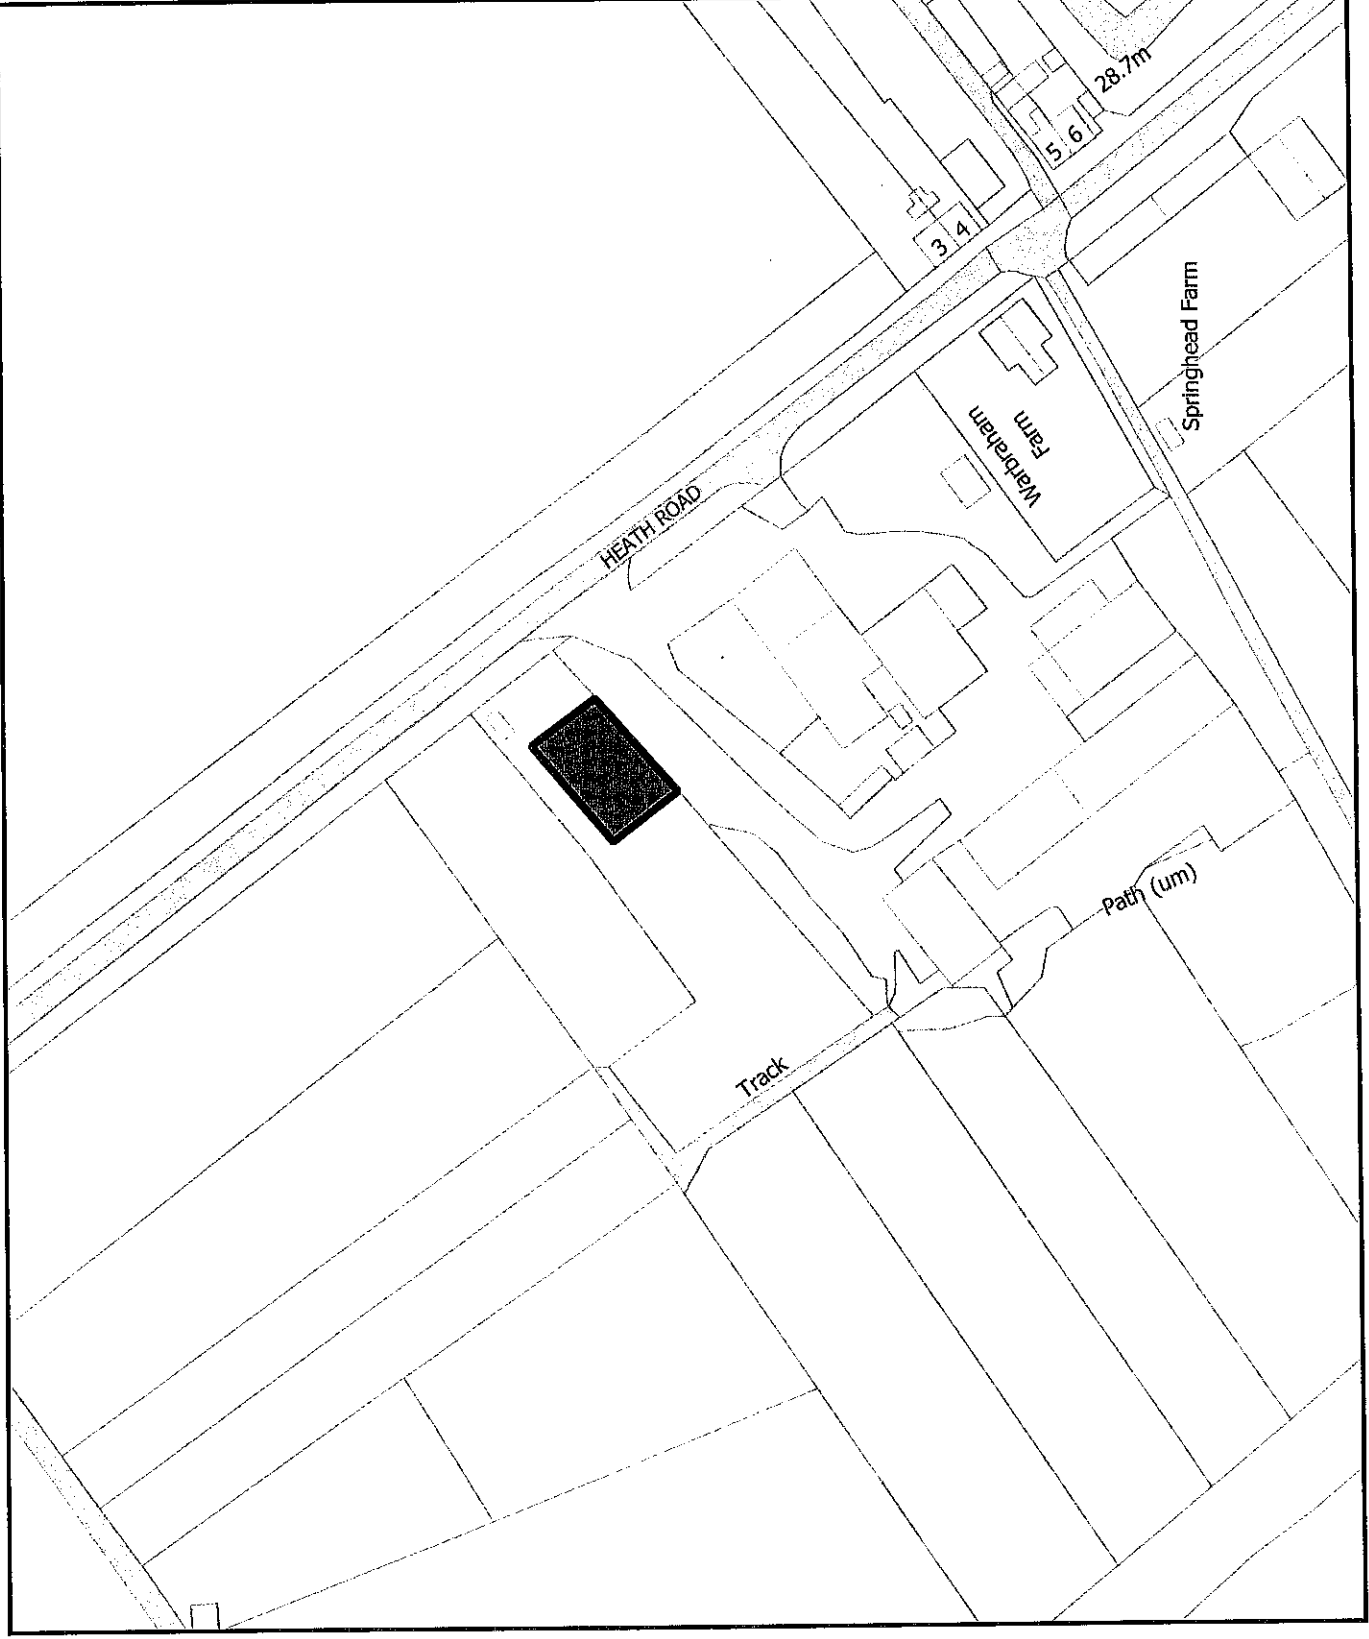 28.7m
5
6
3
4
Springhead Farm
Warbraham
Farm
HEATH ROAD
Path (um)
Track